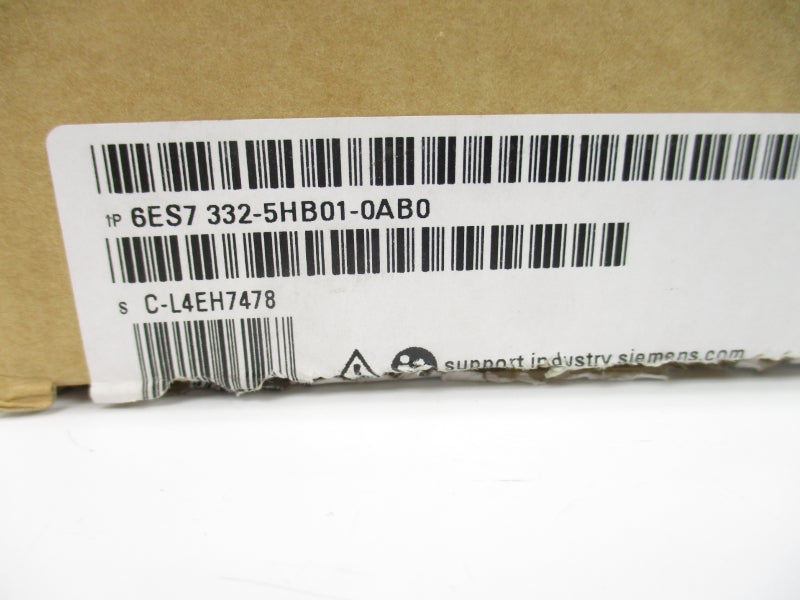 1P 6ES7 332-5HB01-0AB0
S C-L4EH7478
support.industry.siemens.com